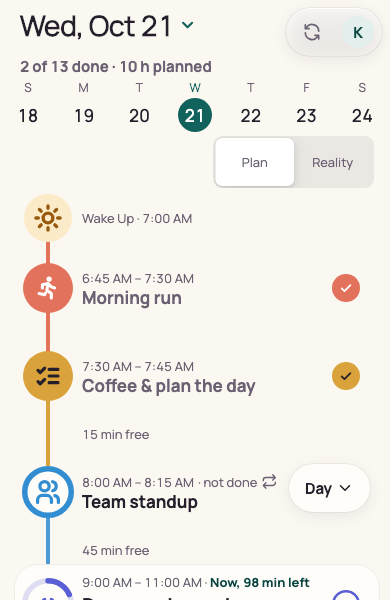 Wed, Oct 21
K
2 of 13 done · 10 h planned
S M T W T F S
18 19 20 21 22 23 24
Plan Reality
Wake Up · 7:00 AM
6:45 AM – 7:30 AM
Morning run
7:30 AM – 7:45 AM
Coffee & plan the day
15 min free
8:00 AM – 8:15 AM · not done
Team standup
Day
45 min free
9:00 AM – 11:00 AM · Now, 98 min left